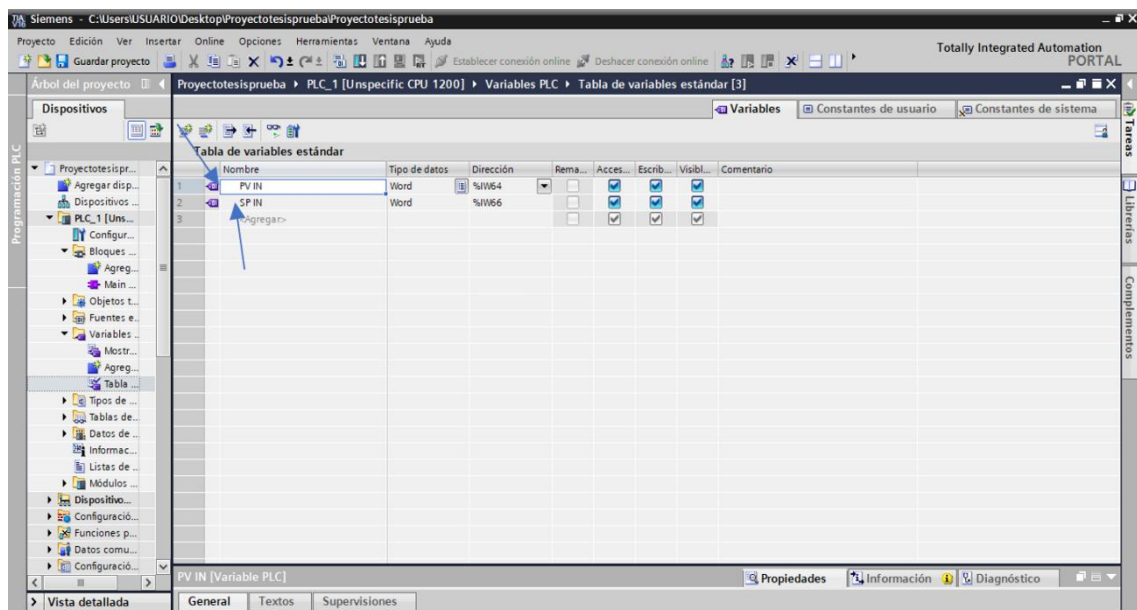 Siemens - C:\Users\USUARIO\Desktop\Proyectotesisprueba\Proyectotesisprueba
Proyecto Edición Ver Insertar Online Opciones Herramientas Ventana Ayuda
Totally Integrated Automation
PORTAL
Guardar proyecto Establecer conexión online Deshacer conexión online
Árbol del proyecto
Proyectotesisprueba PLC_1 [Unspecific CPU 1200] Variables PLC Tabla de variables estándar [3]
Dispositivos
Variables Constantes de usuario Constantes de sistema
Tabla de variables estándar
Nombre Tipo de datos Dirección Rema... Acces... Escrib... Visibl... Comentario
1 PV IN Word %IW64
2 SP IN Word %IW66
3 <Agregar>
Proyectotesispr...
Agregar disp...
Dispositivos ...
PLC_1 [Uns...
Configur...
Bloques ...
Agreg...
Main ...
Objetos t...
Fuentes e...
Variables ...
Mostr...
Agreg...
Tabla ...
Tipos de ...
Tablas de...
Datos de ...
Informac...
Listas de ...
Módulos ...
Dispositivo...
Configuració...
Funciones p...
Datos comu...
Configuració...
Vista detallada
PV IN [Variable PLC]
Propiedades Información Diagnóstico
General Textos Supervisiones
Programación PLC
Tareas
Librerías
Complementos